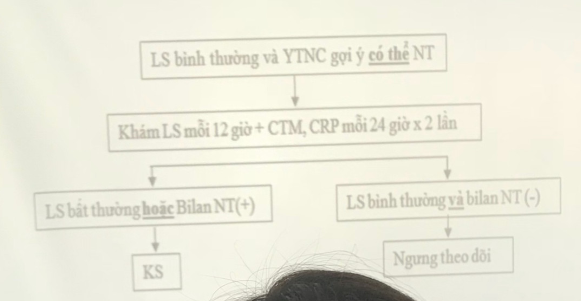 LS bình thường và YTNC gợi ý có thể NT
Khám LS mỗi 12 giờ + CTM, CRP mỗi 24 giờ x 2 lần
LS bất thường hoặc Bilan NT(+)
LS bình thường và bilan NT (-)
KS
Ngưng theo dõi